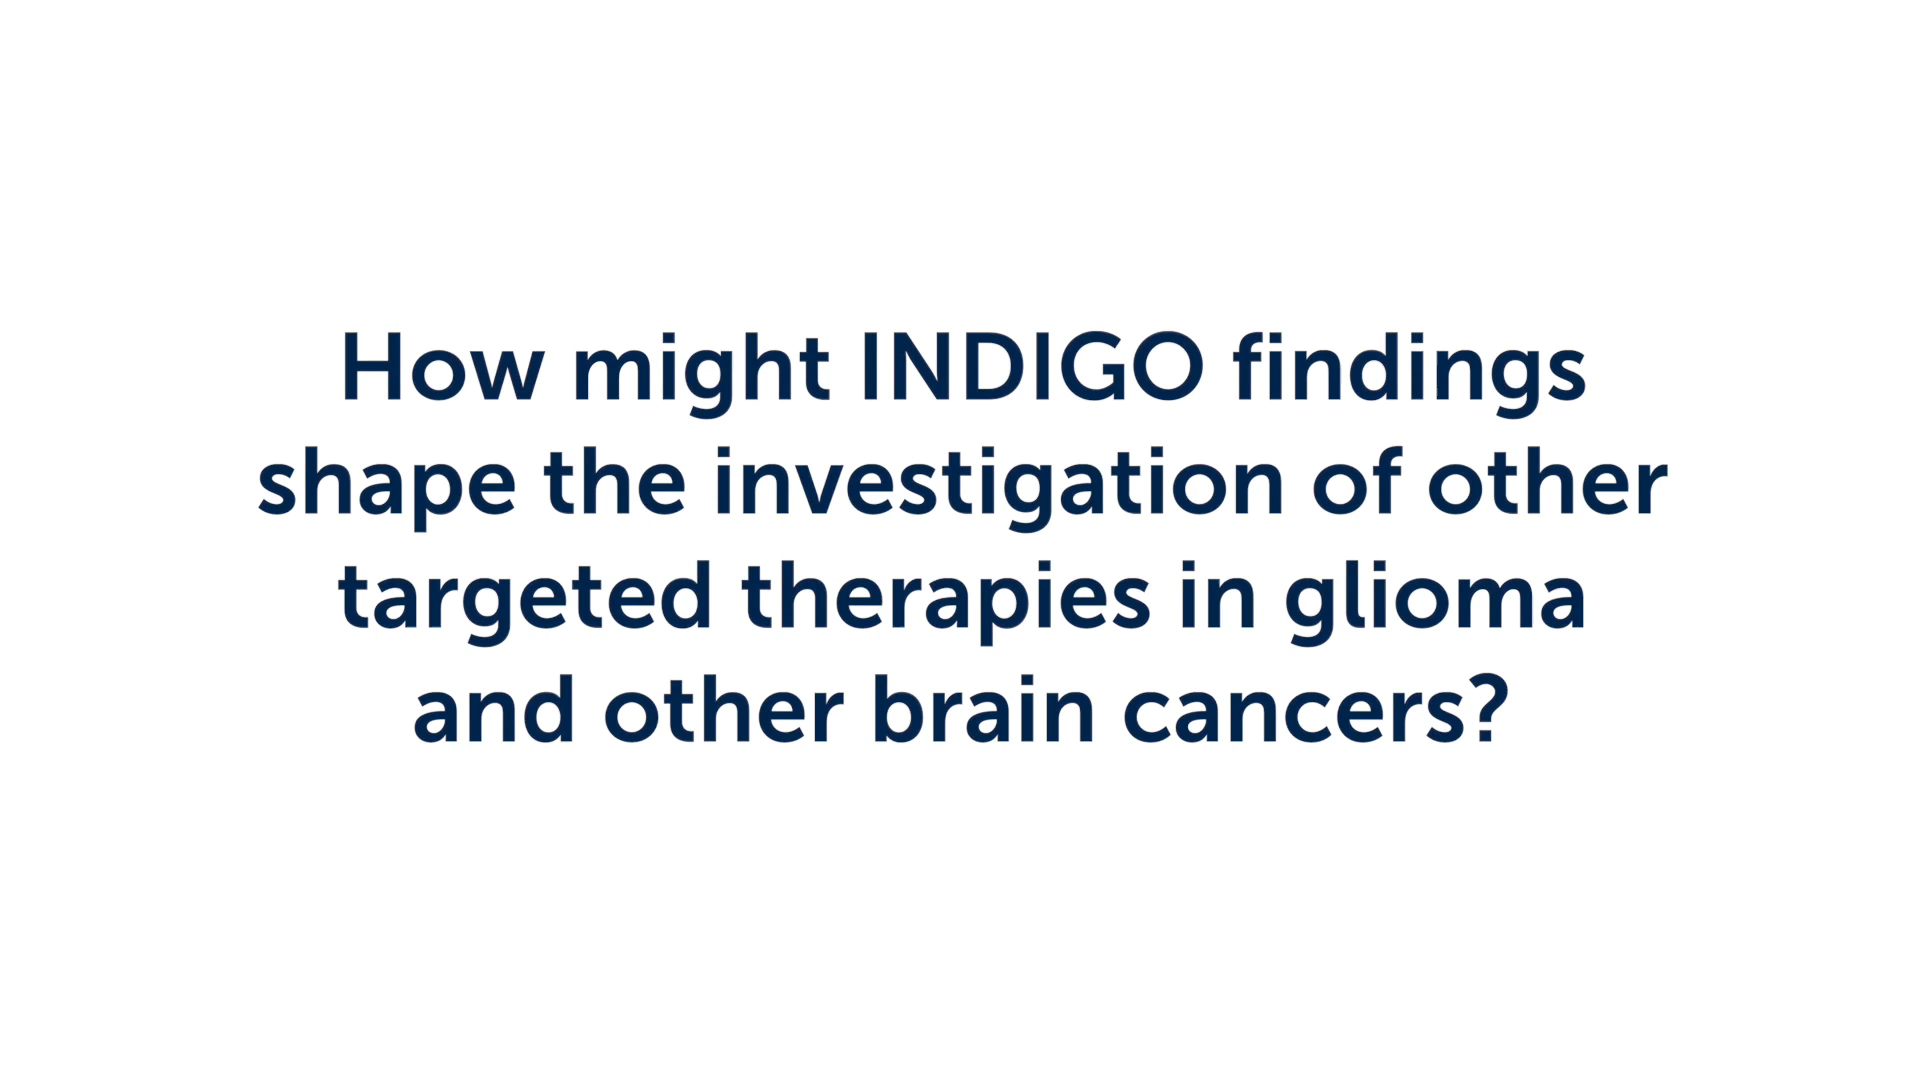 How might INDIGO findings
shape the investigation of other
targeted therapies in glioma
and other brain cancers?